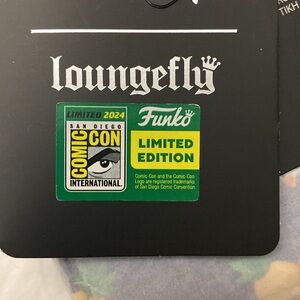 loungefly
LIMITED 2024
SAN DIEGO
COMIC CON
INTERNATIONAL
Funko
LIMITED
EDITION
Comic-Con and the Comic-Con
Logo are registered trademarks
of San Diego Comic Convention
TIKH